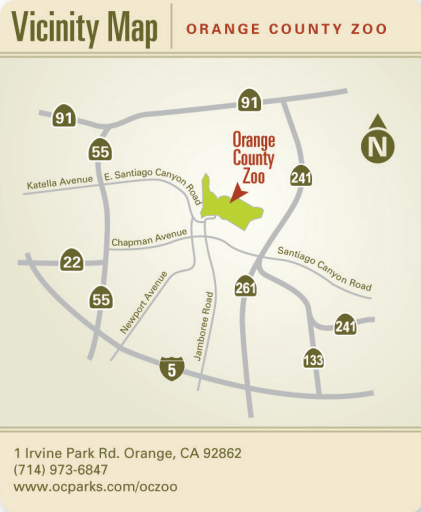 Vicinity Map
ORANGE COUNTY ZOO
91
91
55
Orange
County
Zoo
N
241
Katella Avenue
E. Santiago Canyon Road
Chapman Avenue
Santiago Canyon Road
22
55
261
Newport Avenue
Jamboree Road
241
133
5
1 Irvine Park Rd. Orange, CA 92862
(714) 973-6847
www.ocparks.com/oczoo